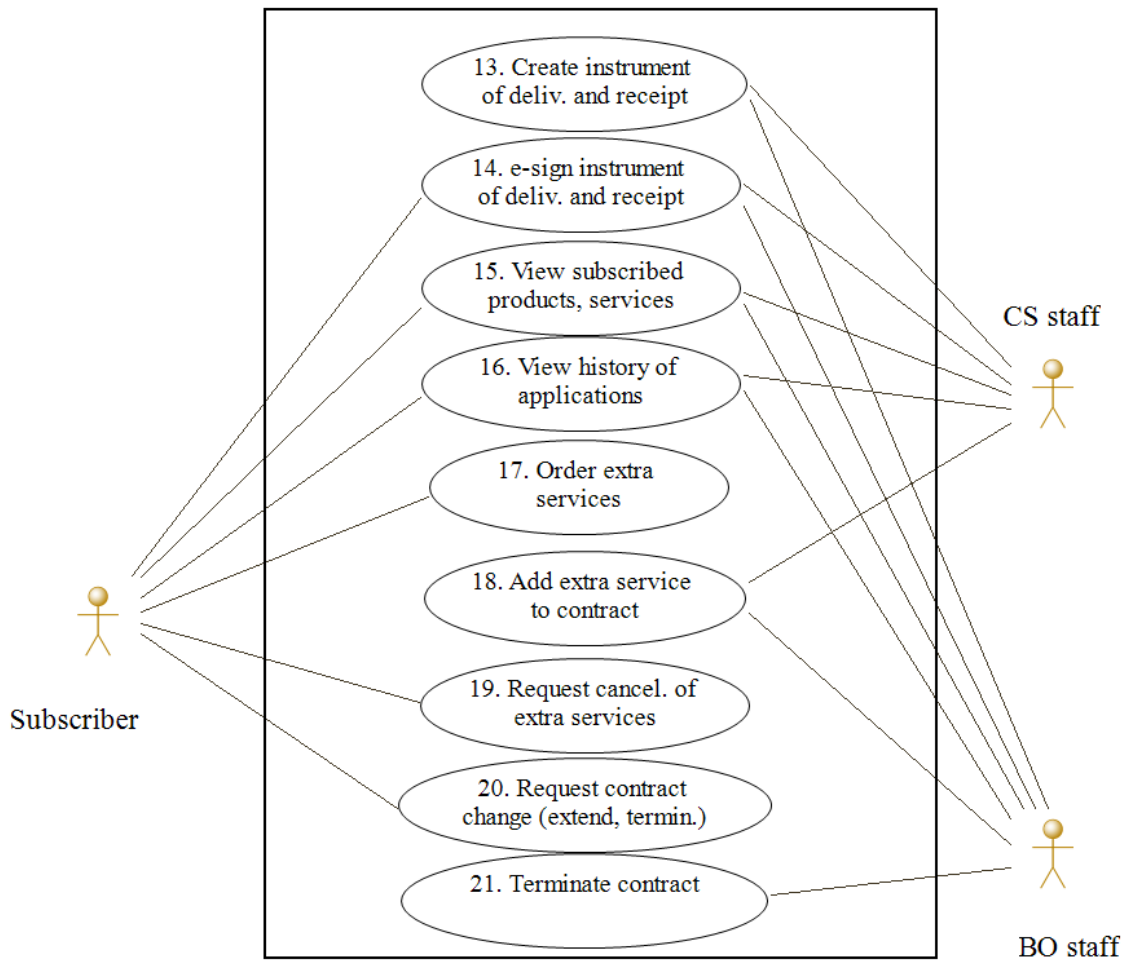 13. Create instrument
of deliv. and receipt
14. e-sign instrument
of deliv. and receipt
15. View subscribed
products, services
CS staff
16. View history of
applications
17. Order extra
services
18. Add extra service
to contract
19. Request cancel. of
extra services
Subscriber
20. Request contract
change (extend, termin.)
21. Terminate contract
BO staff